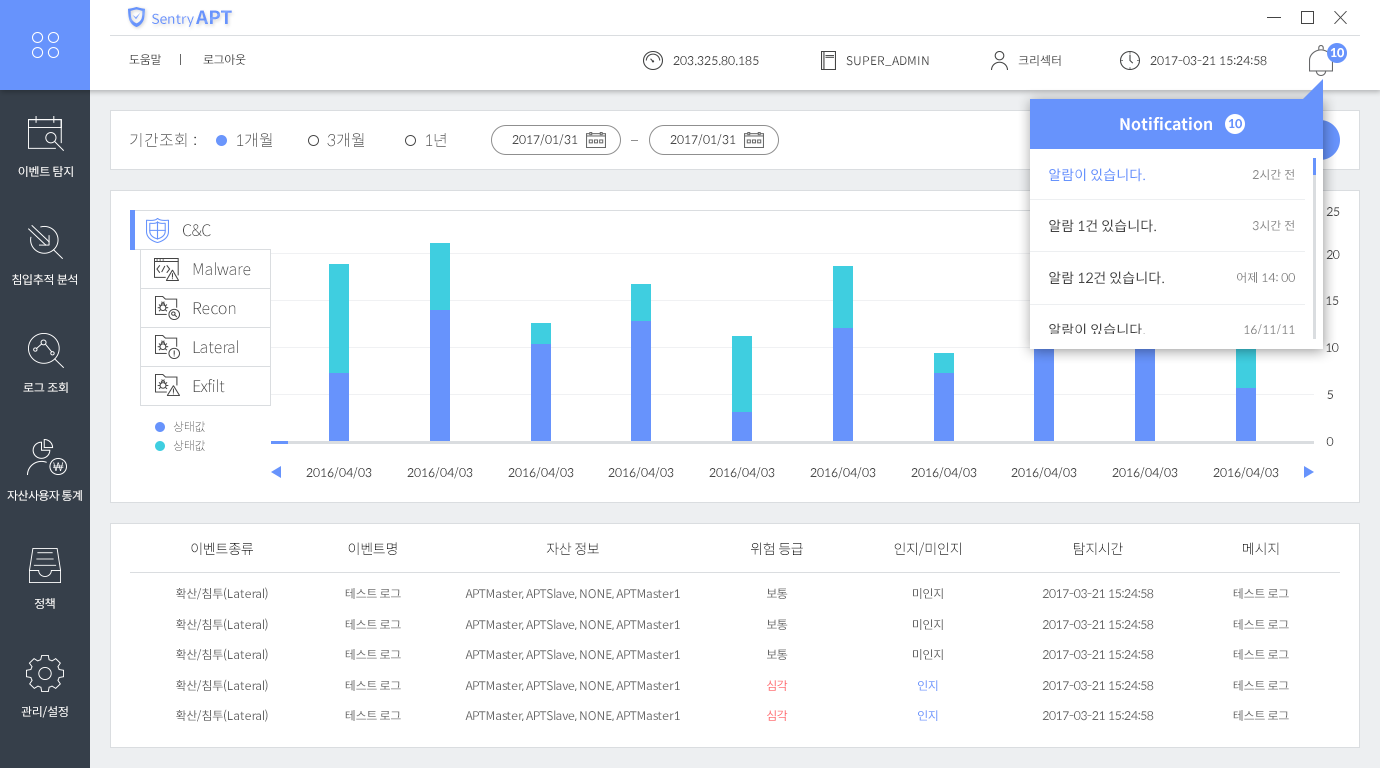 Sentry APT
도움말 | 로그아웃 203.325.80.185 SUPER_ADMIN 크리섹터 2017-03-21 15:24:58 10
이벤트 탐지
침입추적 분석
로그 조회
자산사용자 통계
정책
관리/설정
기간조회 : 1개월 3개월 1년 2017/01/31 – 2017/01/31
Notification 10
알람이 있습니다. 2시간 전
알람 1건 있습니다. 3시간 전
알람 12건 있습니다. 어제 14: 00
알람이 있습니다. 16/11/11
C&C
Malware
Recon
Lateral
Exfilt
상태값
상태값
25
20
15
10
5
0
2016/04/03 2016/04/03 2016/04/03 2016/04/03 2016/04/03 2016/04/03 2016/04/03 2016/04/03 2016/04/03 2016/04/03
이벤트종류 이벤트명 자산 정보 위험 등급 인지/미인지 탐지시간 메시지
확산/침투(Lateral) 테스트 로그 APTMaster, APTSlave, NONE, APTMaster1 보통 미인지 2017-03-21 15:24:58 테스트 로그
확산/침투(Lateral) 테스트 로그 APTMaster, APTSlave, NONE, APTMaster1 보통 미인지 2017-03-21 15:24:58 테스트 로그
확산/침투(Lateral) 테스트 로그 APTMaster, APTSlave, NONE, APTMaster1 보통 미인지 2017-03-21 15:24:58 테스트 로그
확산/침투(Lateral) 테스트 로그 APTMaster, APTSlave, NONE, APTMaster1 심각 인지 2017-03-21 15:24:58 테스트 로그
확산/침투(Lateral) 테스트 로그 APTMaster, APTSlave, NONE, APTMaster1 심각 인지 2017-03-21 15:24:58 테스트 로그